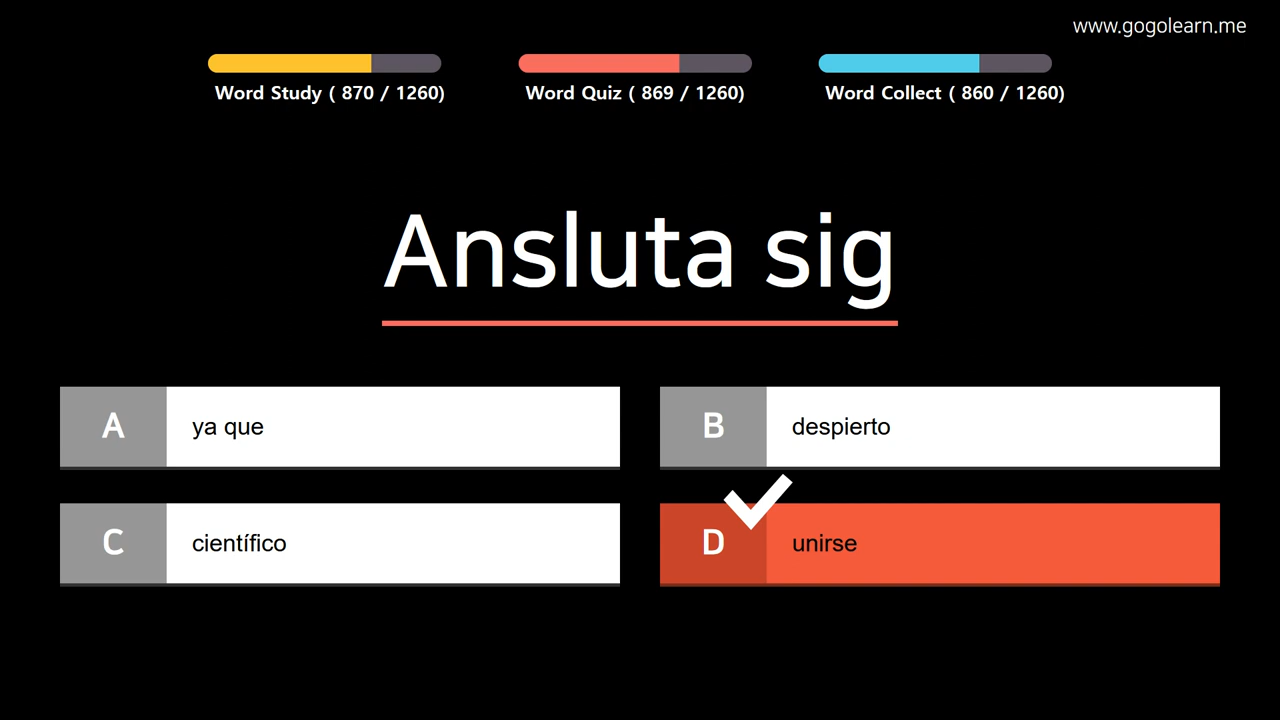 www.gogolearn.me
Word Study ( 870 / 1260)
Word Quiz ( 869 / 1260)
Word Collect ( 860 / 1260)
Ansluta sig
A
ya que
B
despierto
C
científico
D
unirse